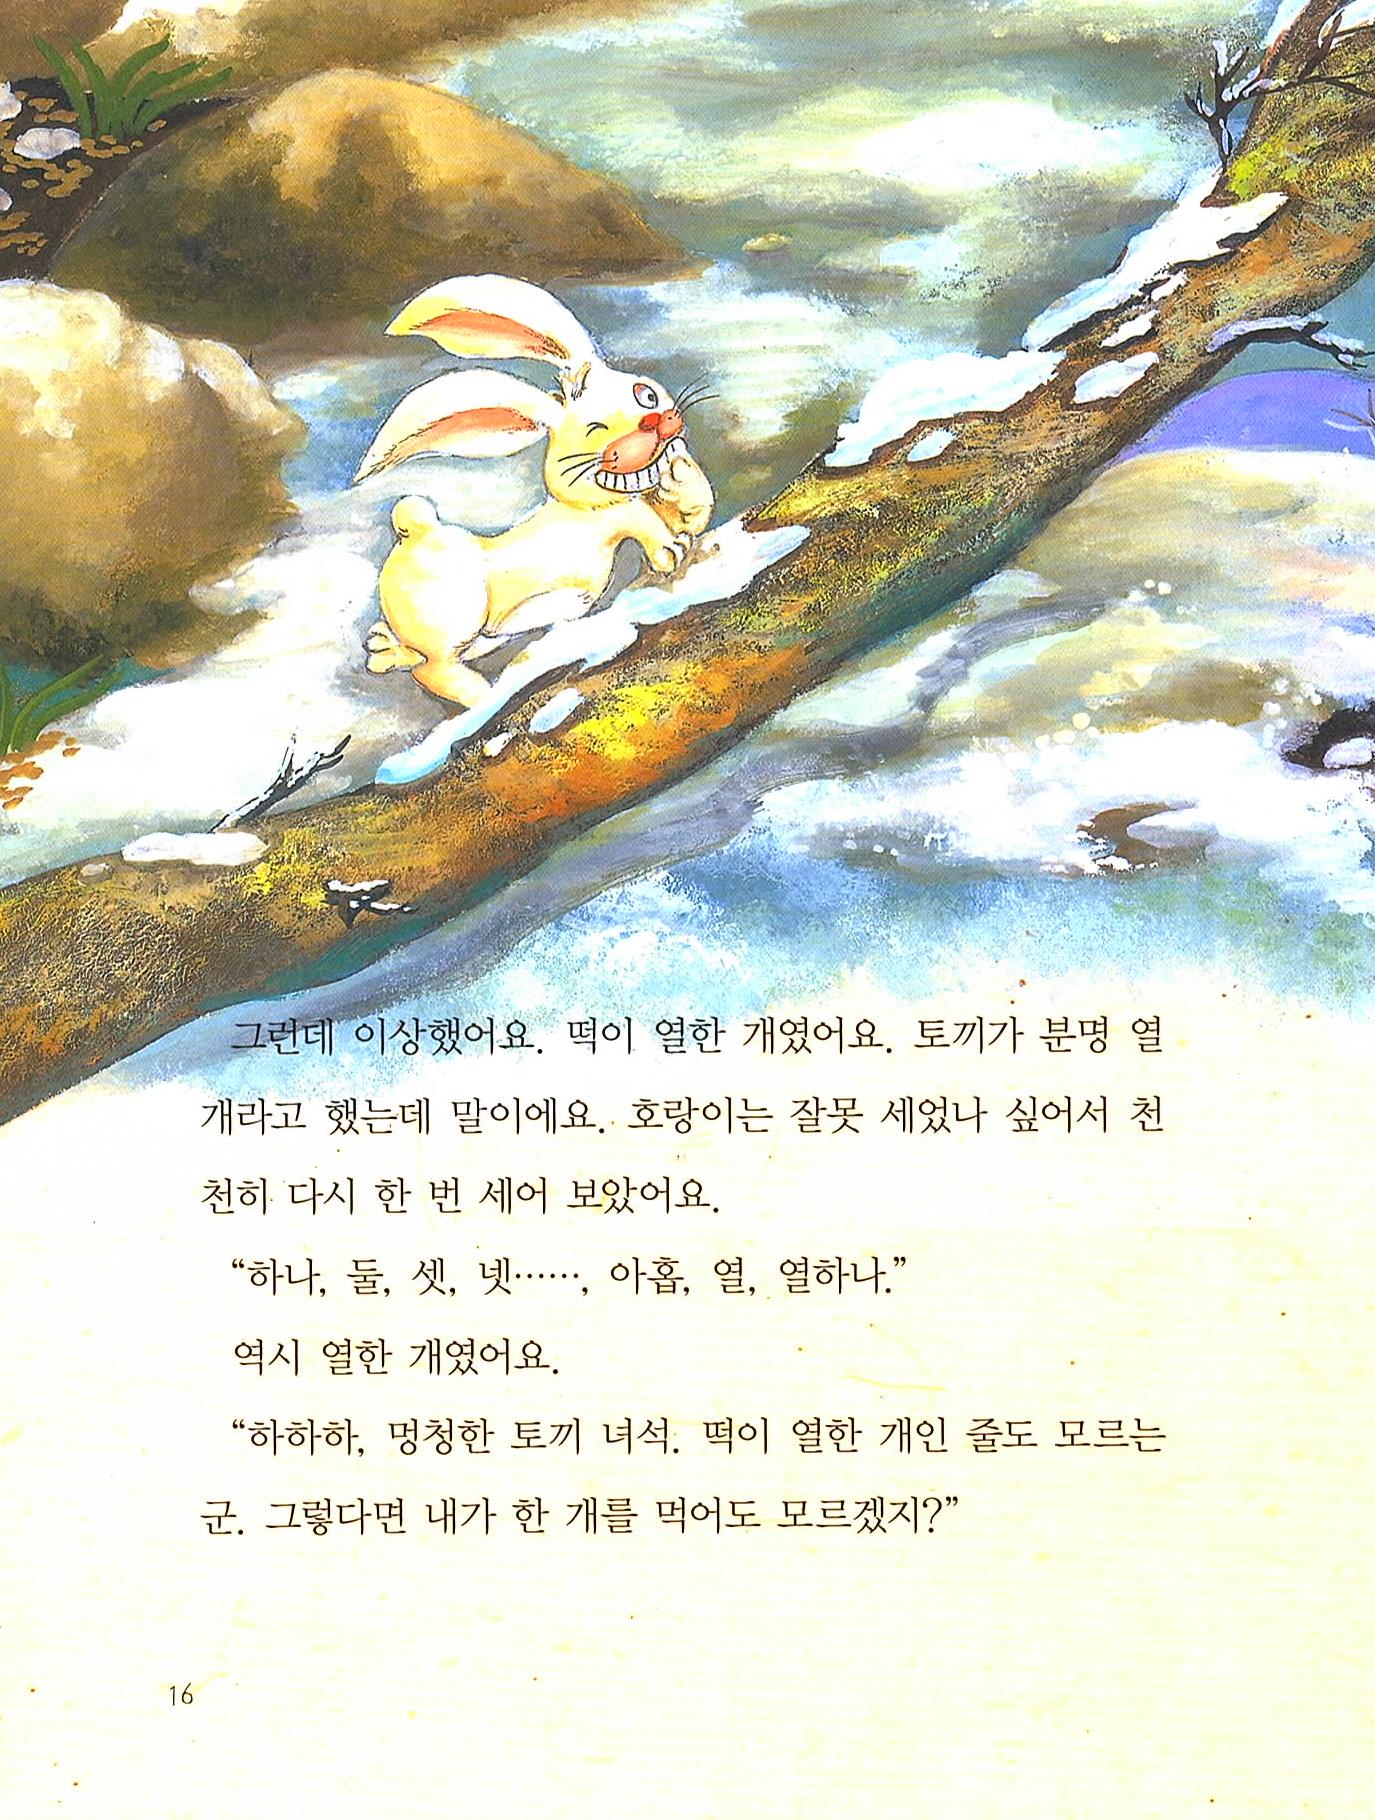 그런데 이상했어요. 떡이 열한 개였어요. 토끼가 분명 열
개라고 했는데 말이에요. 호랑이는 잘못 세었나 싶어서 천
천히 다시 한 번 세어 보았어요.
“하나, 둘, 셋, 넷……, 아홉, 열, 열하나.”
역시 열한 개였어요.
“하하하, 멍청한 토끼 녀석. 떡이 열한 개인 줄도 모르는
군. 그렇다면 내가 한 개를 먹어도 모르겠지?”
16